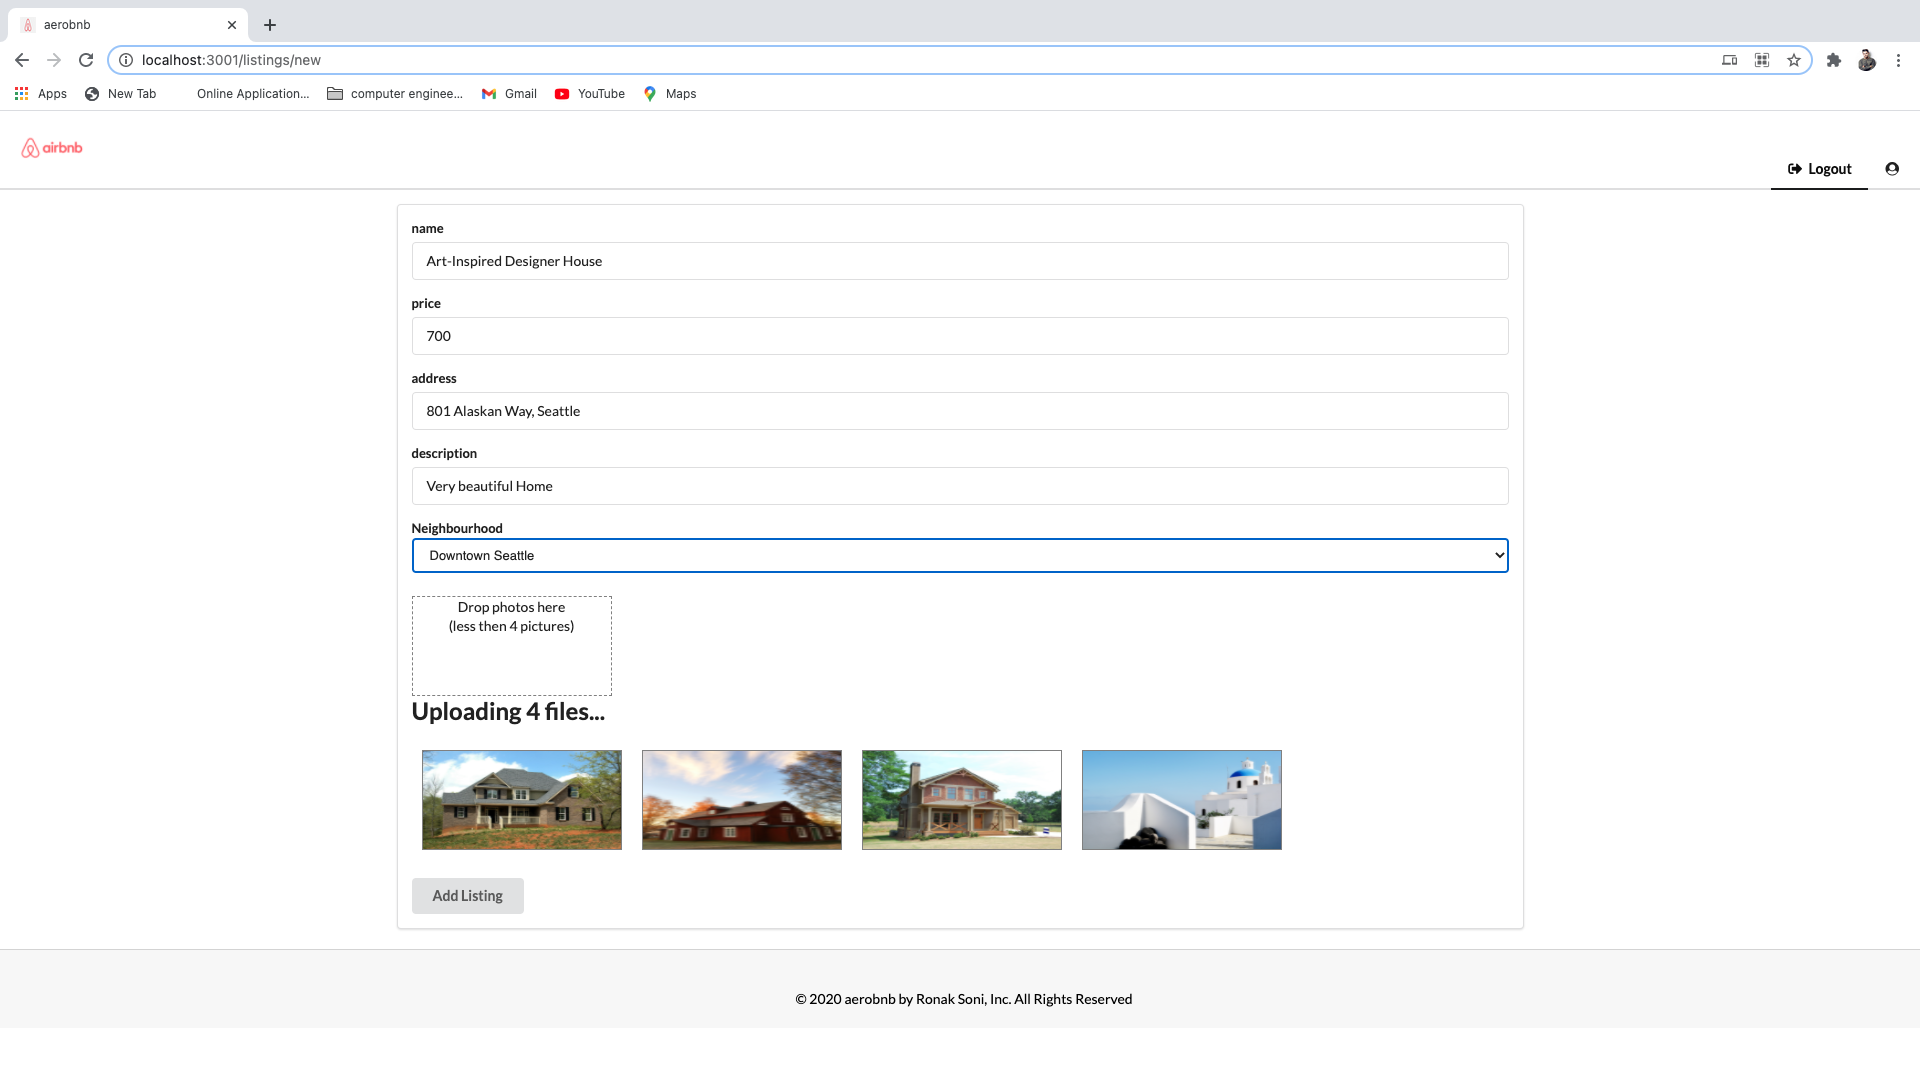 aerobnb
localhost:3001/listings/new
Apps
New Tab
Online Application...
computer enginee...
Gmail
YouTube
Maps
airbnb
Logout
name
Art-Inspired Designer House
price
700
address
801 Alaskan Way, Seattle
description
Very beautiful Home
Neighbourhood
Downtown Seattle
Drop photos here
(less then 4 pictures)
Uploading 4 files...
Add Listing
© 2020 aerobnb by Ronak Soni, Inc. All Rights Reserved